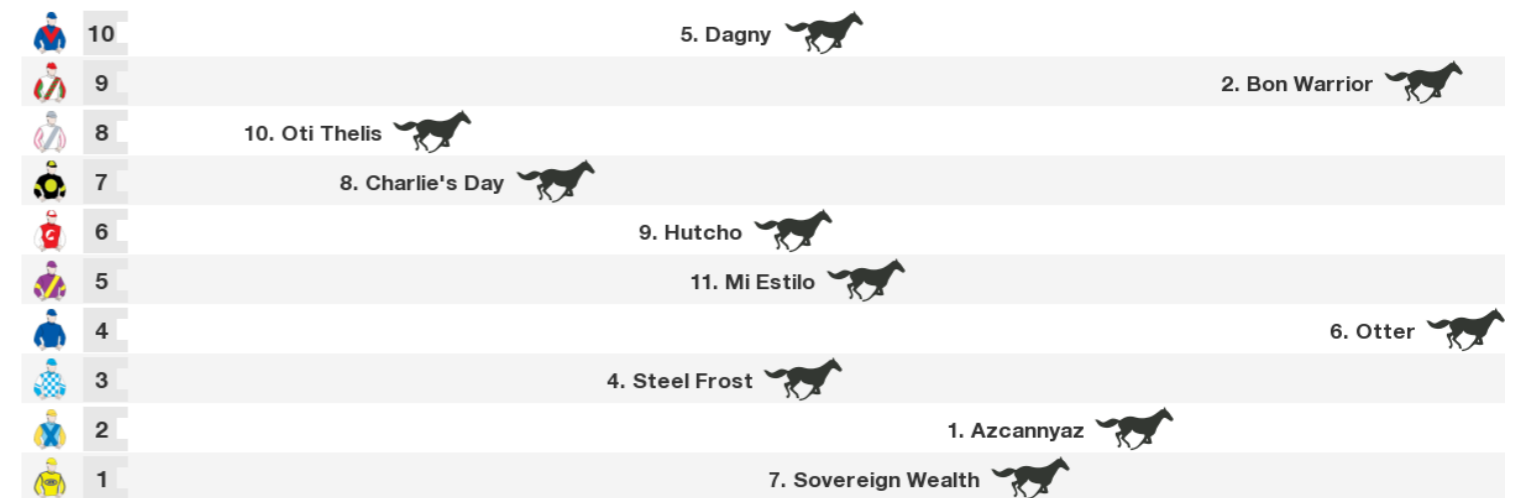 10 5. Dagny
9 2. Bon Warrior
8 10. Oti Thelis
7 8. Charlie's Day
6 9. Hutcho
5 11. Mi Estilo
4 6. Otter
3 4. Steel Frost
2 1. Azcannyaz
1 7. Sovereign Wealth